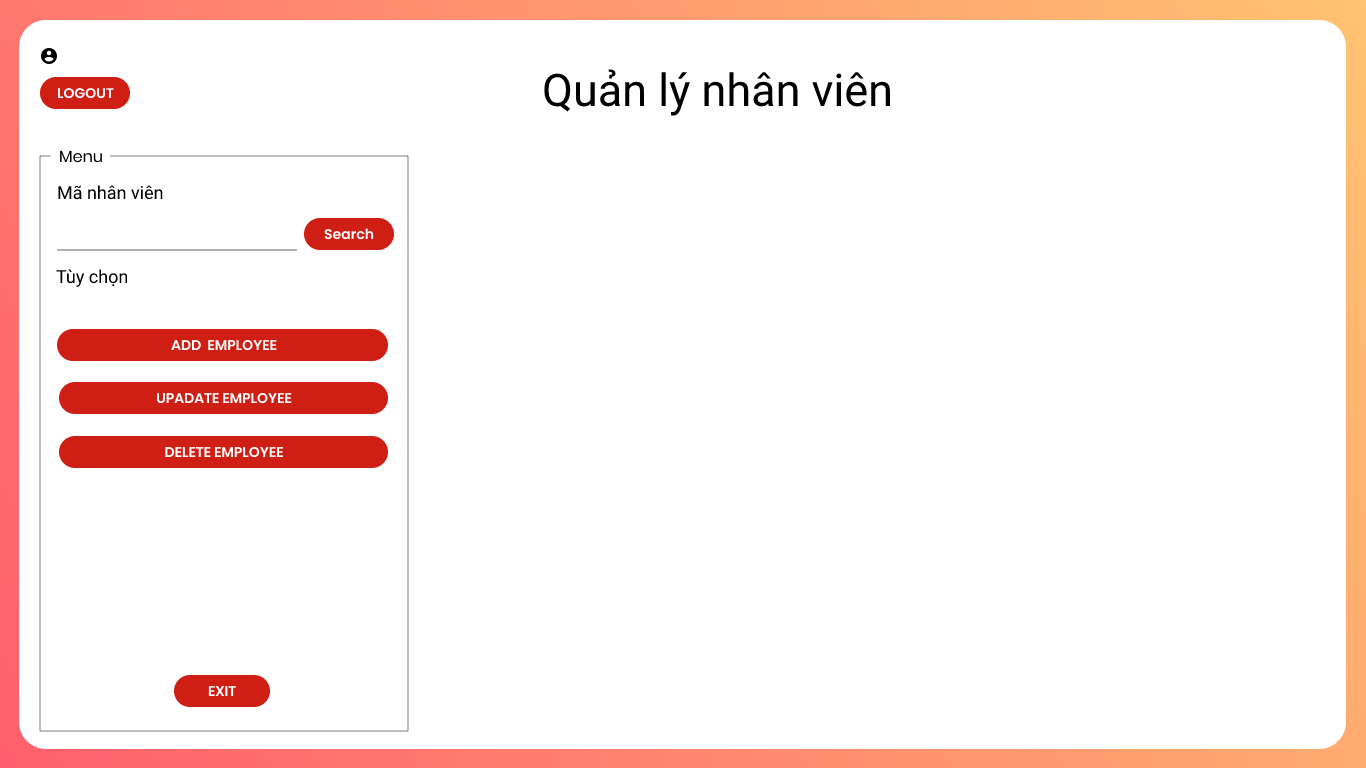 LOGOUT
Quản lý nhân viên
Menu
Mã nhân viên
Search
Tùy chọn
ADD EMPLOYEE
UPADATE EMPLOYEE
DELETE EMPLOYEE
EXIT